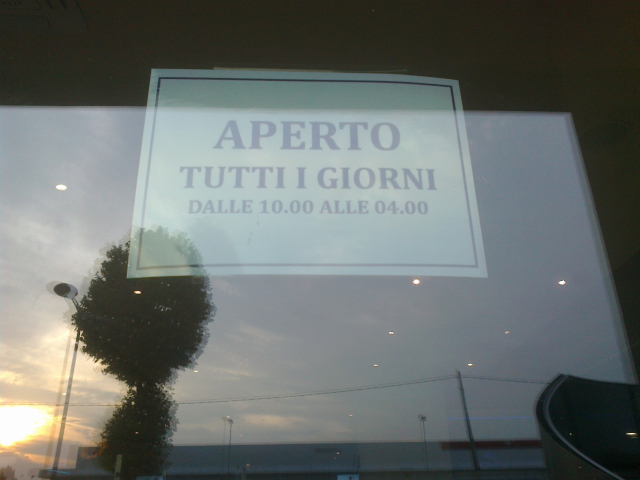 APERTO
TUTTI I GIORNI
DALLE 10.00 ALLE 04.00